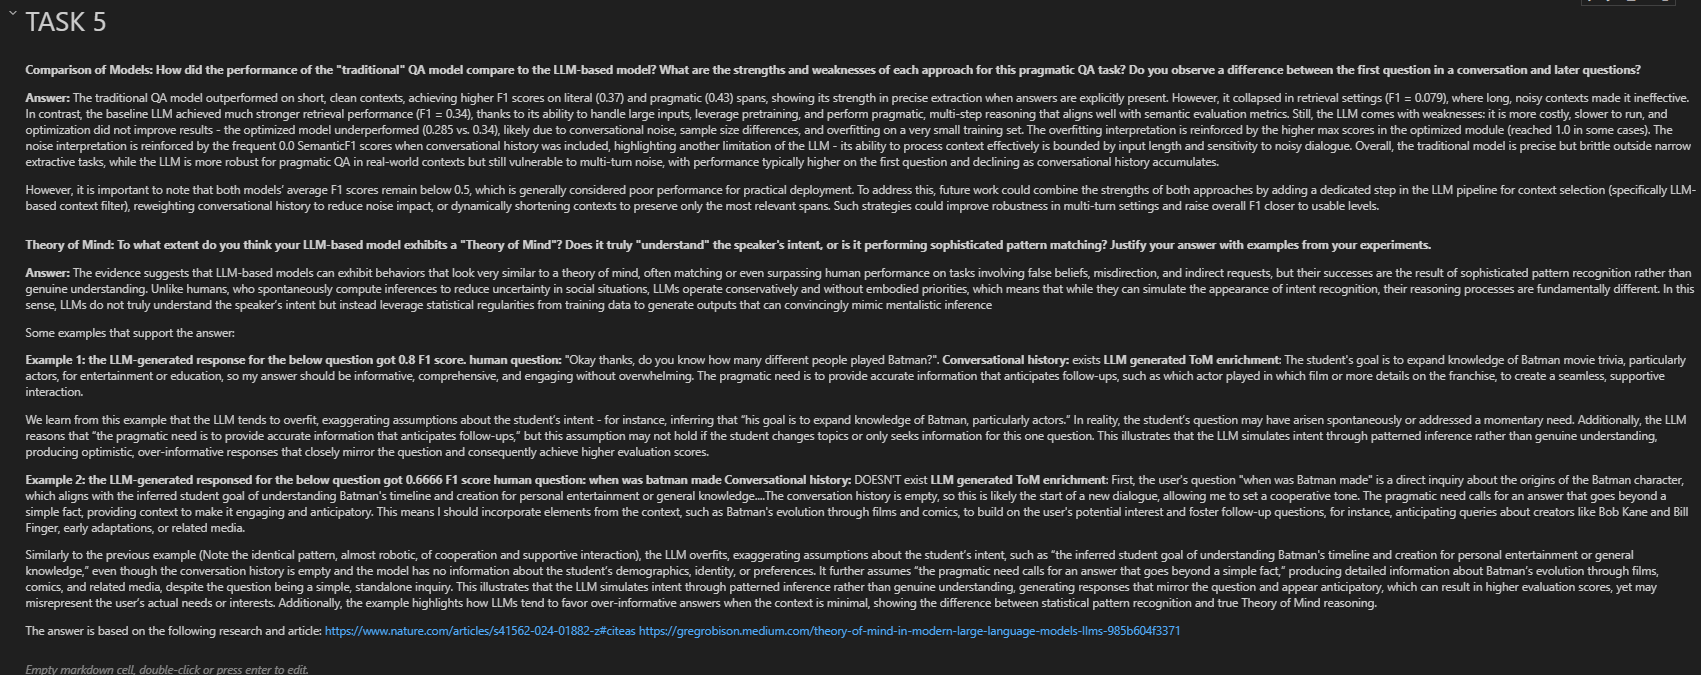 TASK 5
Comparison of Models: How did the performance of the "traditional" QA model compare to the LLM-based model? What are the strengths and weaknesses of each approach for this pragmatic QA task? Do you observe a difference between the first question in a conversation and later questions?
Answer: The traditional QA model outperformed on short, clean contexts, achieving higher F1 scores on literal (0.37) and pragmatic (0.43) spans, showing its strength in precise extraction when answers are explicitly present. However, it collapsed in retrieval settings (F1 = 0.079), where long, noisy contexts made it ineffective.
In contrast, the baseline LLM achieved much stronger retrieval performance (F1 = 0.34), thanks to its ability to handle large inputs, leverage pretraining, and perform pragmatic, multi-step reasoning that aligns well with semantic evaluation metrics. Still, the LLM comes with weaknesses: it is more costly, slower to run, and
optimization did not improve results - the optimized model underperformed (0.285 vs. 0.34), likely due to conversational noise, sample size differences, and overfitting on a very small training set. The overfitting interpretation is reinforced by the higher max scores in the optimized module (reached 1.0 in some cases). The
noise interpretation is reinforced by the frequent 0.0 SemanticF1 scores when conversational history was included, highlighting another limitation of the LLM - its ability to process context effectively is bounded by input length and sensitivity to noisy dialogue. Overall, the traditional model is precise but brittle outside narrow
extractive tasks, while the LLM is more robust for pragmatic QA in real-world contexts but still vulnerable to multi-turn noise, with performance typically higher on the first question and declining as conversational history accumulates.
However, it is important to note that both models' average F1 scores remain below 0.5, which is generally considered poor performance for practical deployment. To address this, future work could combine the strengths of both approaches by adding a dedicated step in the LLM pipeline for context selection (specifically LLM-
based context filter), reweighting conversational history to reduce noise impact, or dynamically shortening contexts to preserve only the most relevant spans. Such strategies could improve robustness in multi-turn settings and raise overall F1 closer to usable levels.
Theory of Mind: To what extent do you think your LLM-based model exhibits a "Theory of Mind"? Does it truly "understand" the speaker's intent, or is it performing sophisticated pattern matching? Justify your answer with examples from your experiments.
Answer: The evidence suggests that LLM-based models can exhibit behaviors that look very similar to a theory of mind, often matching or even surpassing human performance on tasks involving false beliefs, misdirection, and indirect requests, but their successes are the result of sophisticated pattern recognition rather than
genuine understanding. Unlike humans, who spontaneously compute inferences to reduce uncertainty in social situations, LLMs operate conservatively and without embodied priorities, which means that while they can simulate the appearance of intent recognition, their reasoning processes are fundamentally different. In this
sense, LLMs do not truly understand the speaker's intent but instead leverage statistical regularities from training data to generate outputs that can convincingly mimic mentalistic inference
Some examples that support the answer:
Example 1: the LLM-generated response for the below question got 0.8 F1 score. human question: "Okay thanks, do you know how many different people played Batman?". Conversational history: exists LLM generated ToM enrichment: The student's goal is to expand knowledge of Batman movie trivia, particularly
actors, for entertainment or education, so my answer should be informative, comprehensive, and engaging without overwhelming. The pragmatic need is to provide accurate information that anticipates follow-ups, such as which actor played in which film or more details on the franchise, to create a seamless, supportive
interaction.
We learn from this example that the LLM tends to overfit, exaggerating assumptions about the student's intent - for instance, inferring that "his goal is to expand knowledge of Batman, particularly actors." In reality, the student's question may have arisen spontaneously or addressed a momentary need. Additionally, the LLM
reasons that "the pragmatic need is to provide accurate information that anticipates follow-ups," but this assumption may not hold if the student changes topics or only seeks information for this one question. This illustrates that the LLM simulates intent through patterned inference rather than genuine understanding,
producing optimistic, over-informative responses that closely mirror the question and consequently achieve higher evaluation scores.
Example 2: the LLM-generated responsed for the below question got 0.6666 F1 score human question: when was batman made Conversational history: DOESN'T exist LLM generated ToM enrichment: First, the user's question "when was Batman made" is a direct inquiry about the origins of the Batman character,
which aligns with the inferred student goal of understanding Batman's timeline and creation for personal entertainment or general knowledge....The conversation history is empty, so this is likely the start of a new dialogue, allowing me to set a cooperative tone. The pragmatic need calls for an answer that goes beyond a
simple fact, providing context to make it engaging and anticipatory. This means I should incorporate elements from the context, such as Batman's evolution through films and comics, to build on the user's potential interest and foster follow-up questions, for instance, anticipating queries about creators like Bob Kane and Bill
Finger, early adaptations, or related media.
Similarly to the previous example (Note the identical pattern, almost robotic, of cooperation and supportive interaction), the LLM overfits, exaggerating assumptions about the student's intent, such as "the inferred student goal of understanding Batman's timeline and creation for personal entertainment or general
knowledge," even though the conversation history is empty and the model has no information about the student's demographics, identity, or preferences. It further assumes "the pragmatic need calls for an answer that goes beyond a simple fact," producing detailed information about Batman's evolution through films,
comics, and related media, despite the question being a simple, standalone inquiry. This illustrates that the LLM simulates intent through patterned inference rather than genuine understanding, generating responses that mirror the question and appear anticipatory, which can result in higher evaluation scores, yet may
misrepresent the user's actual needs or interests. Additionally, the example highlights how LLMs tend to favor over-informative answers when the context is minimal, showing the difference between statistical pattern recognition and true Theory of Mind reasoning.
The answer is based on the following research and article: https://www.nature.com/articles/s41562-024-01882-z#citeas https://gregrobison.medium.com/theory-of-mind-in-modern-large-language-models-llms-985b604f3371
Empty markdown cell, double-click or press enter to edit.